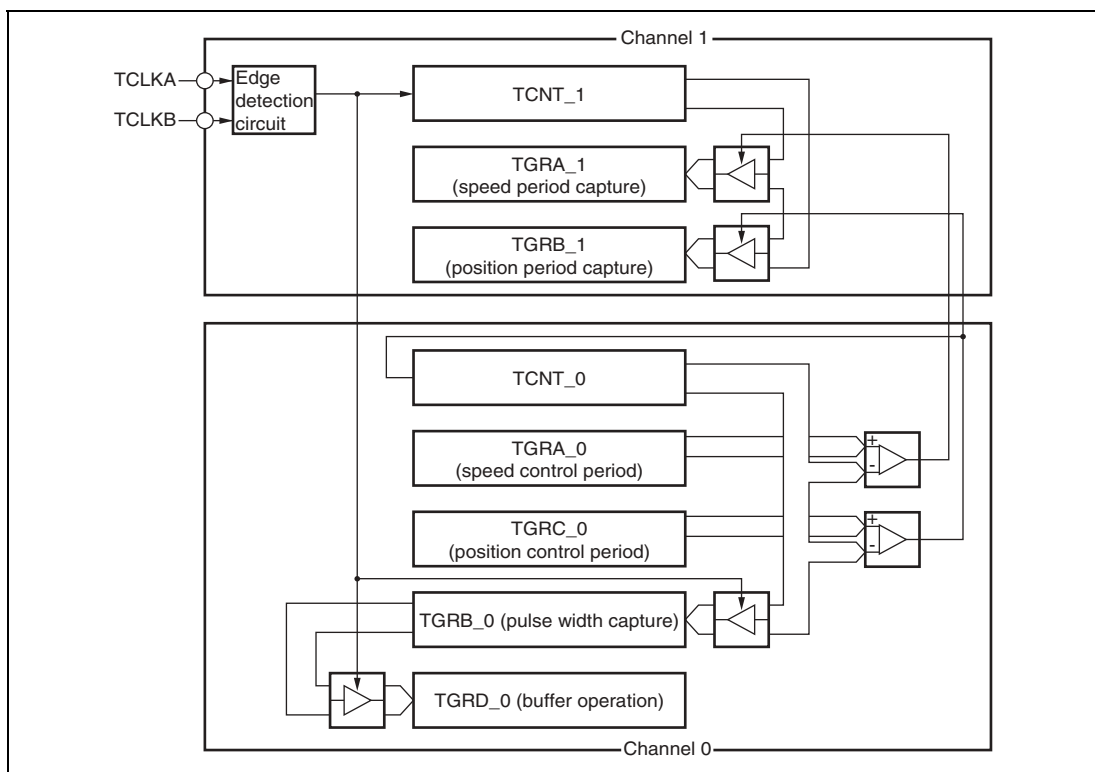 Channel 1
TCLKA
TCLKB
Edge
detection
circuit
TCNT_1
TGRA_1
(speed period capture)
TGRB_1
(position period capture)
TCNT_0
TGRA_0
(speed control period)
+
-
TGRC_0
(position control period)
+
-
TGRB_0 (pulse width capture)
TGRD_0 (buffer operation)
Channel 0